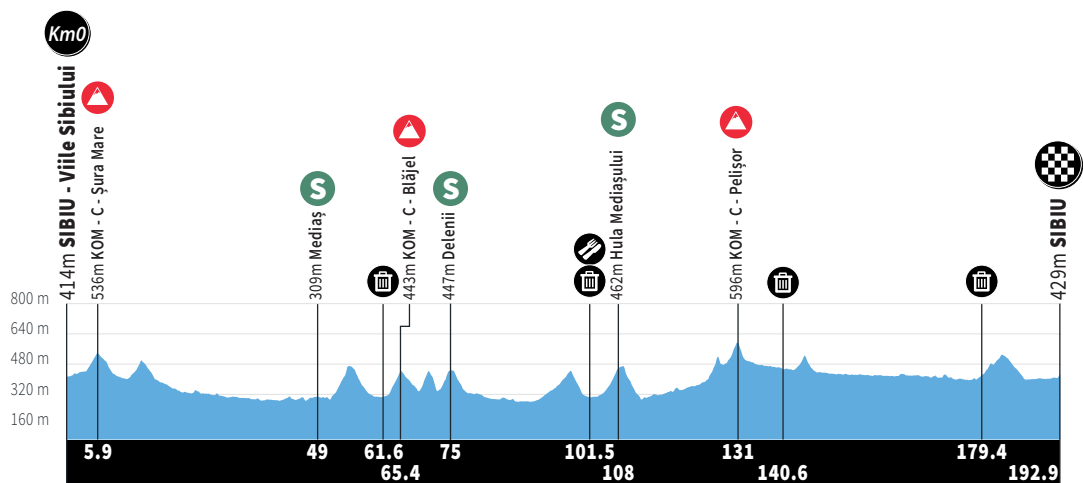 Km0
414m SIBIU - Viile Sibiului
536m KOM - C - Șura Mare
S
309m Mediaș
443m KOM - C - Blăjel
S
447m Delenii
S
462m Hula Mediașului
596m KOM - C - Pelișor
429m SIBIU
800 m
640 m
480 m
320 m
160 m
5.9 49 61.6 75 101.5 131 179.4
65.4 108 140.6 192.9